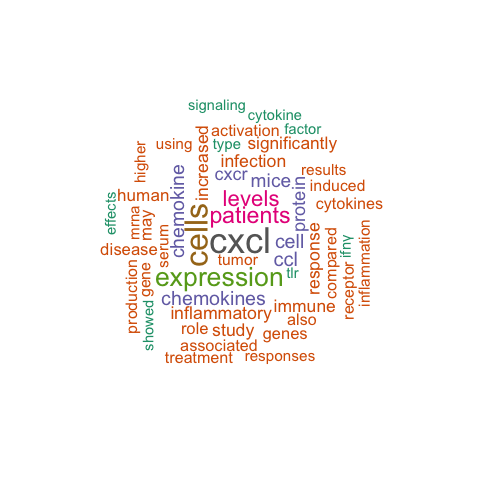 signaling
cytokine
activation
factor
using
type
significantly
higher
increased
infection
results
cxcr
mice
induced
chemokine
protein
human
levels
cytokines
effects
mrna
may
patients
cells
cxcl
cell
response
compared
ifnγ
inflammation
disease
serum
tumor
ccl
tlr
receptor
gene
expression
production
showed
chemokines
immune
inflammatory
also
role
study
genes
associated
treatment
responses